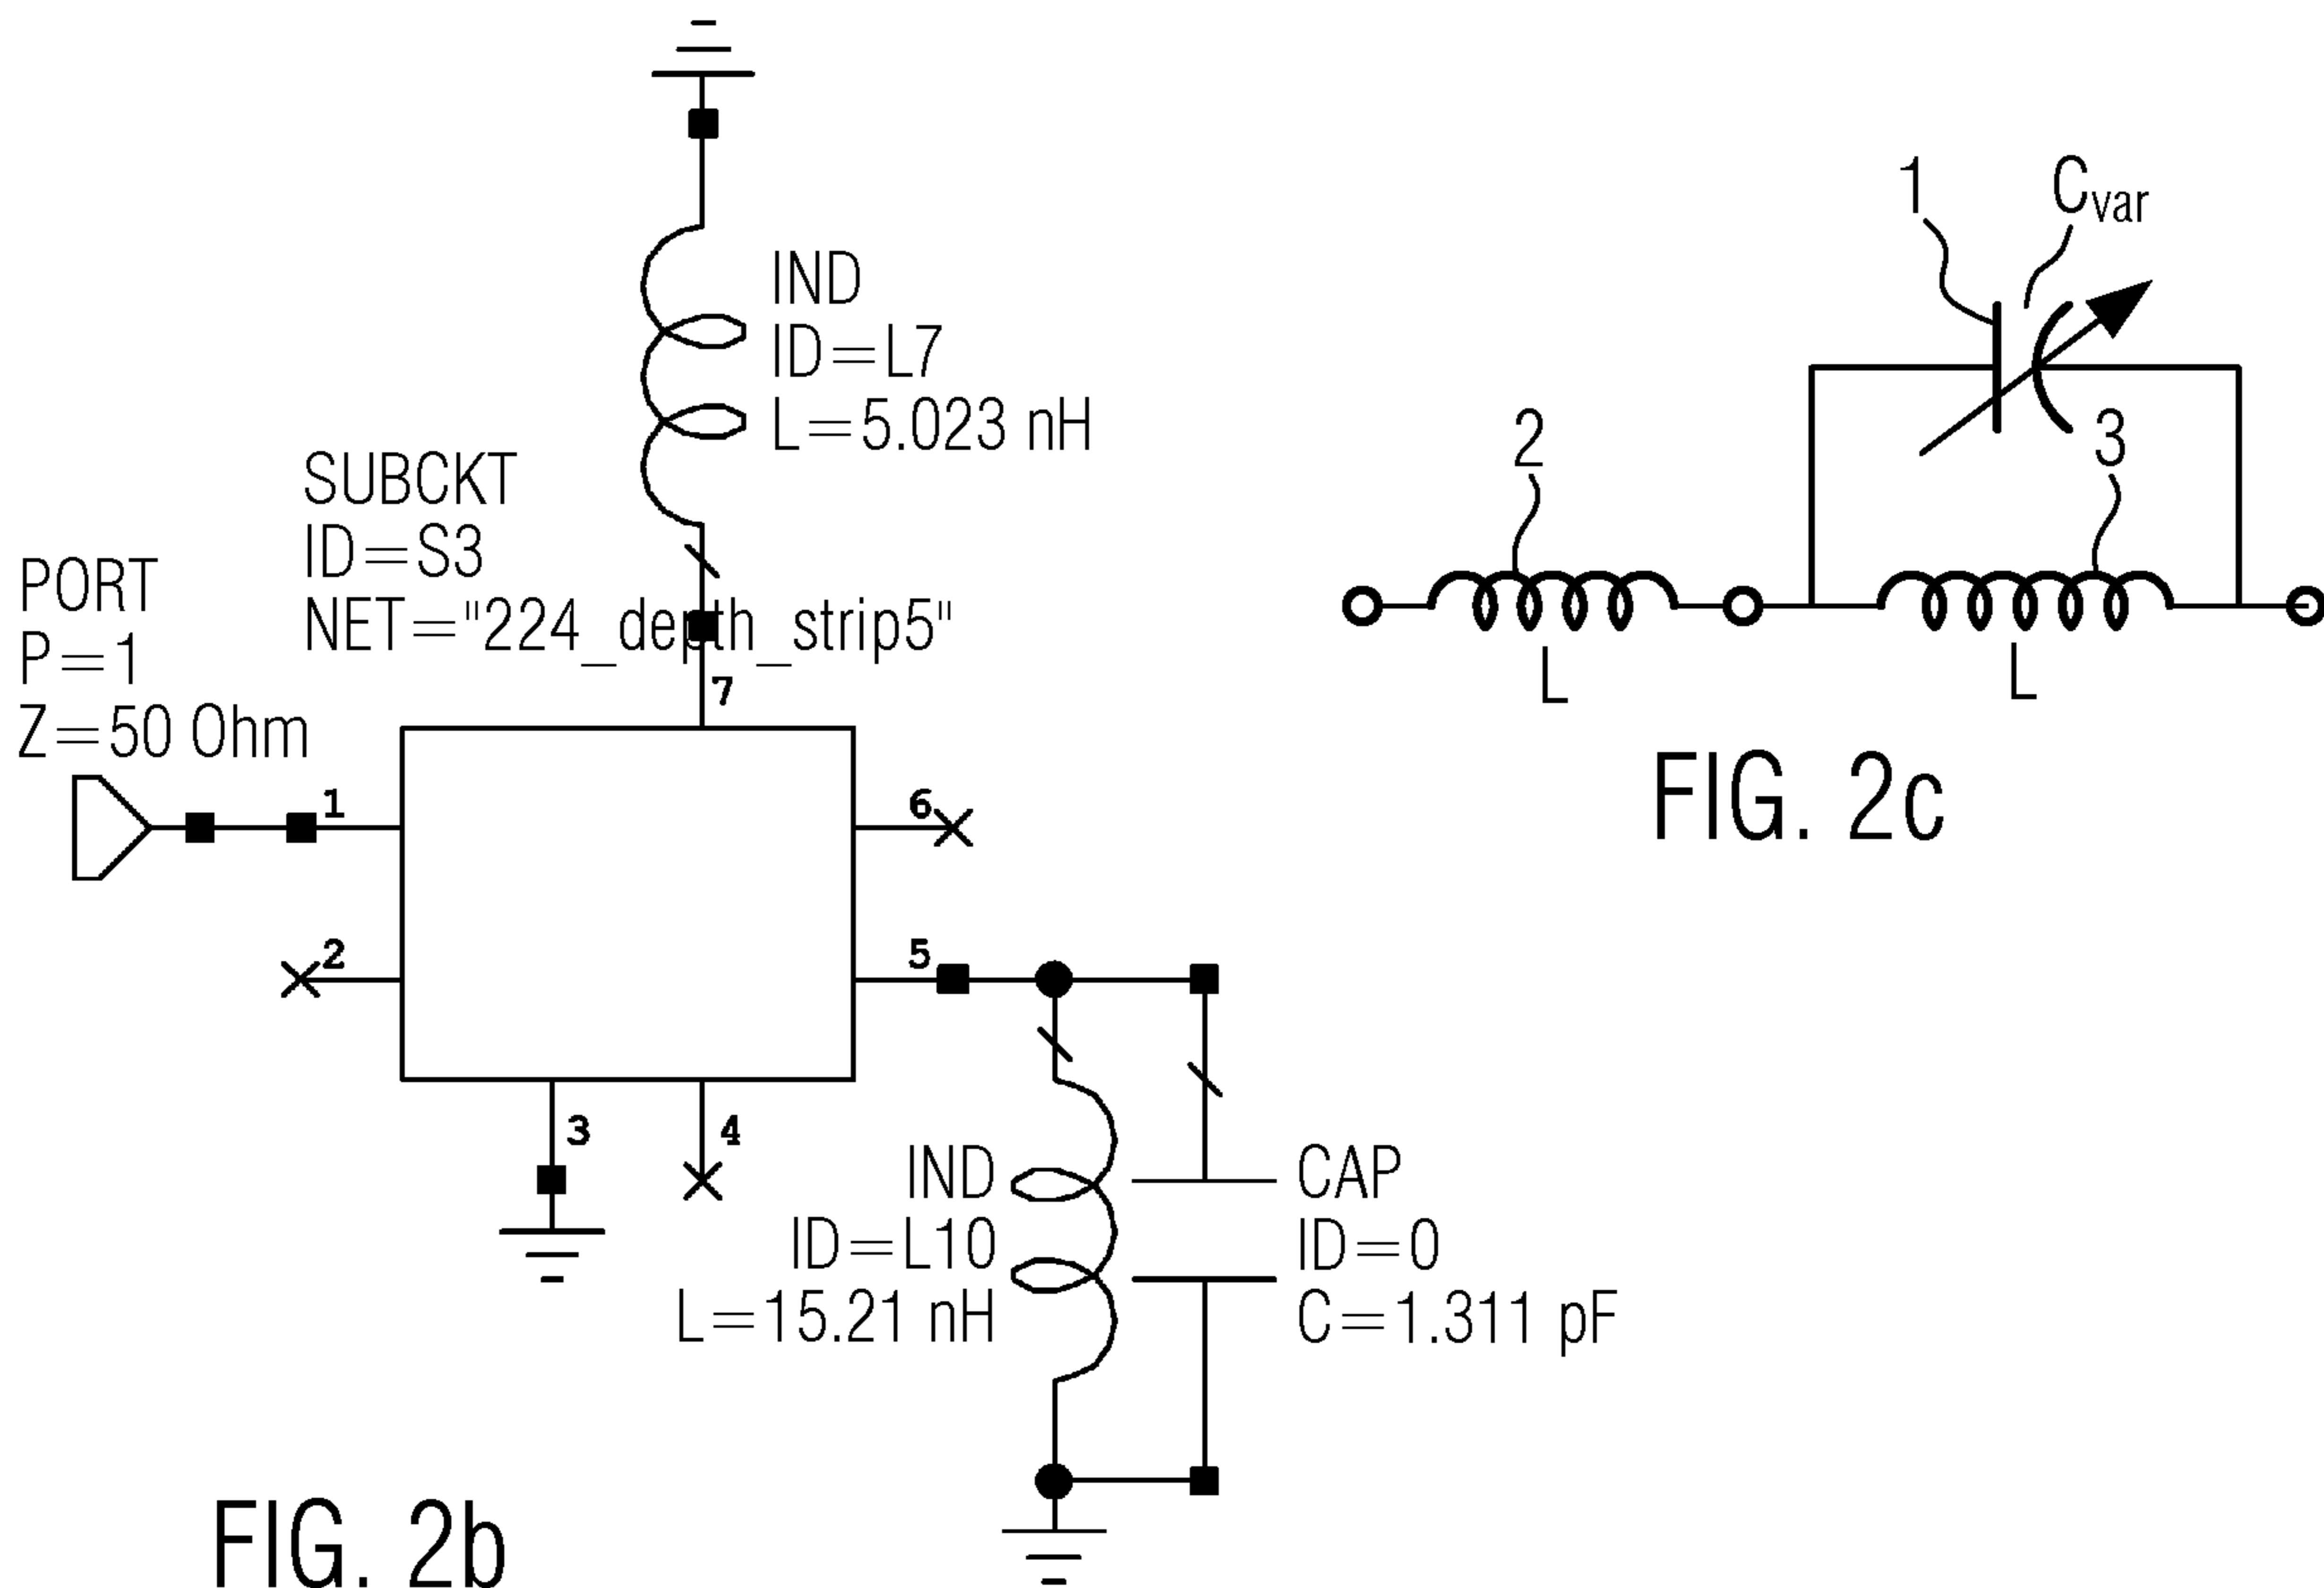 IND
ID=L7
L=5.023 nH
SUBCKT
ID=S3
NET="224_depth_strip5"
PORT
P=1
Z=50 Ohm
7
1
6
2
5
3
4
IND
ID=L10
L=15.21 nH
CAP
ID=0
C=1.311 pF
FIG. 2b
1
Cvar
2
3
L
L
FIG. 2c